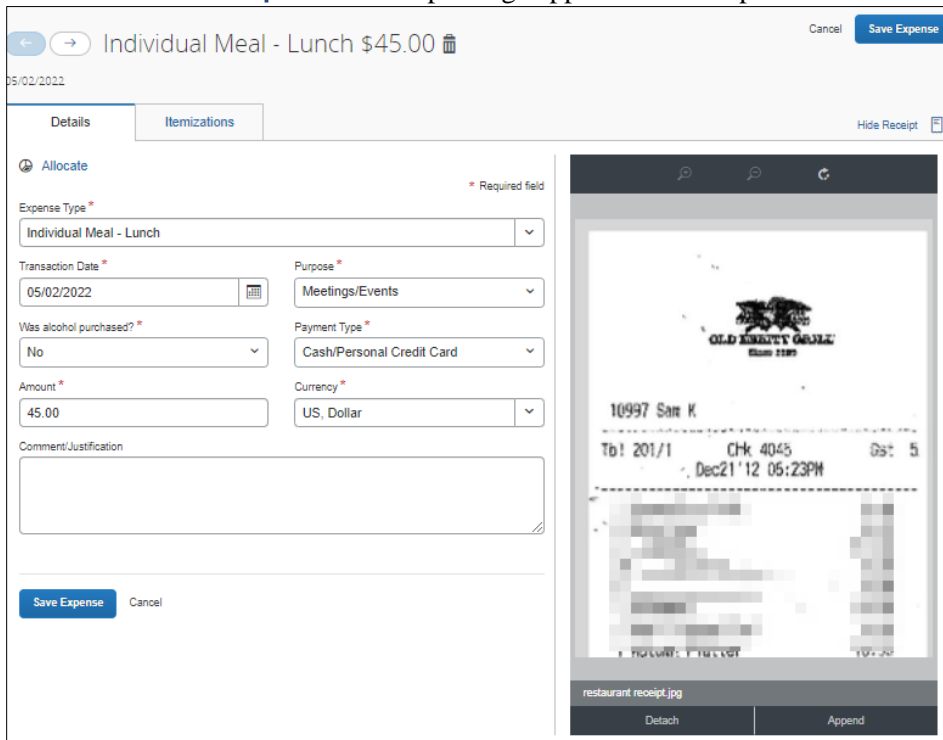 Individual Meal - Lunch $45.00
Cancel
Save Expense
05/02/2022
Details
Itemizations
Hide Receipt
Allocate
* Required field
Expense Type *
Individual Meal - Lunch
Transaction Date *
05/02/2022
Purpose *
Meetings/Events
Was alcohol purchased? *
No
Payment Type *
Cash/Personal Credit Card
Amount *
45.00
Currency *
US, Dollar
Comment/Justification
Save Expense
Cancel
OLD EBBITT GRILL
10997 Sam K
Tbl 201/1 Chk 4045 Gst 5
Dec21'12 05:23PM
restaurant receipt.jpg
Detach
Append